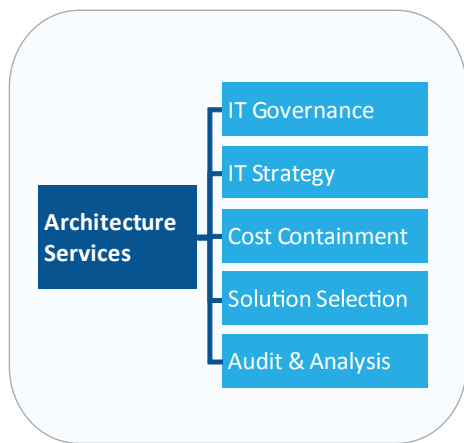 IT Governance
IT Strategy
Architecture
Services
Cost Containment
Solution Selection
Audit & Analysis